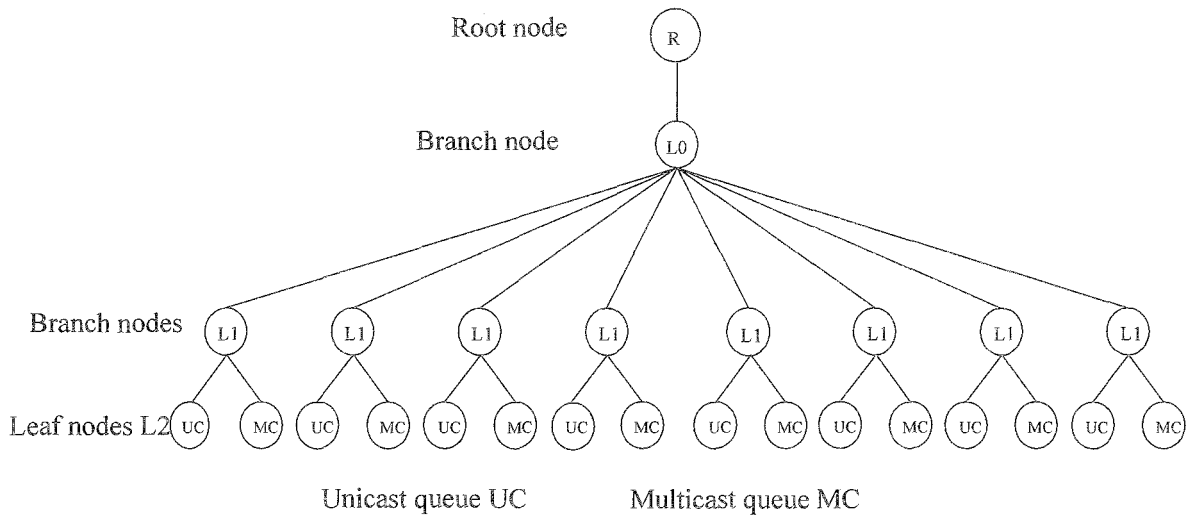 Root node R
Branch node L0
Branch nodes L1 L1 L1 L1 L1 L1 L1 L1
Leaf nodes L2 UC MC UC MC UC MC UC MC UC MC UC MC UC MC UC MC
Unicast queue UC Multicast queue MC